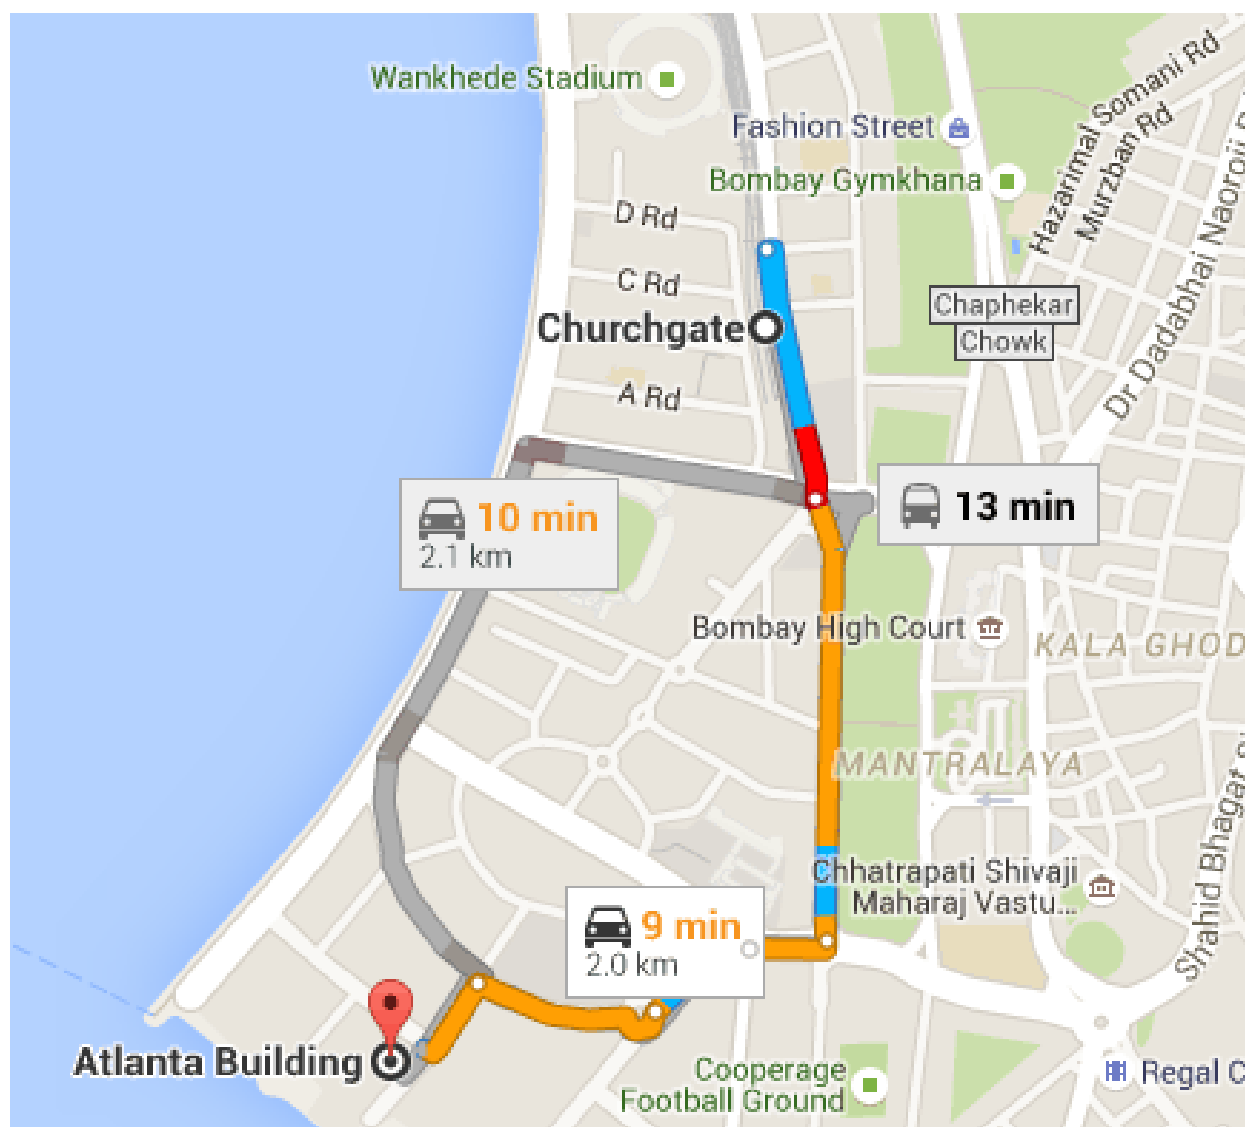 Wankhede Stadium
Fashion Street
Bombay Gymkhana
Hazarimal Somani Rd
Murzban Rd
D Rd
C Rd
Chaphekar
Chowk
Churchgate
A Rd
Dr Dadabhai Naoroji
10 min
2.1 km
13 min
Bombay High Court
KALA GHOD
MANTRALAYA
Chhatrapati Shivaji
Maharaj Vastu...
Shahid Bhagat
9 min
2.0 km
Atlanta Building
Cooperage
Football Ground
Regal C